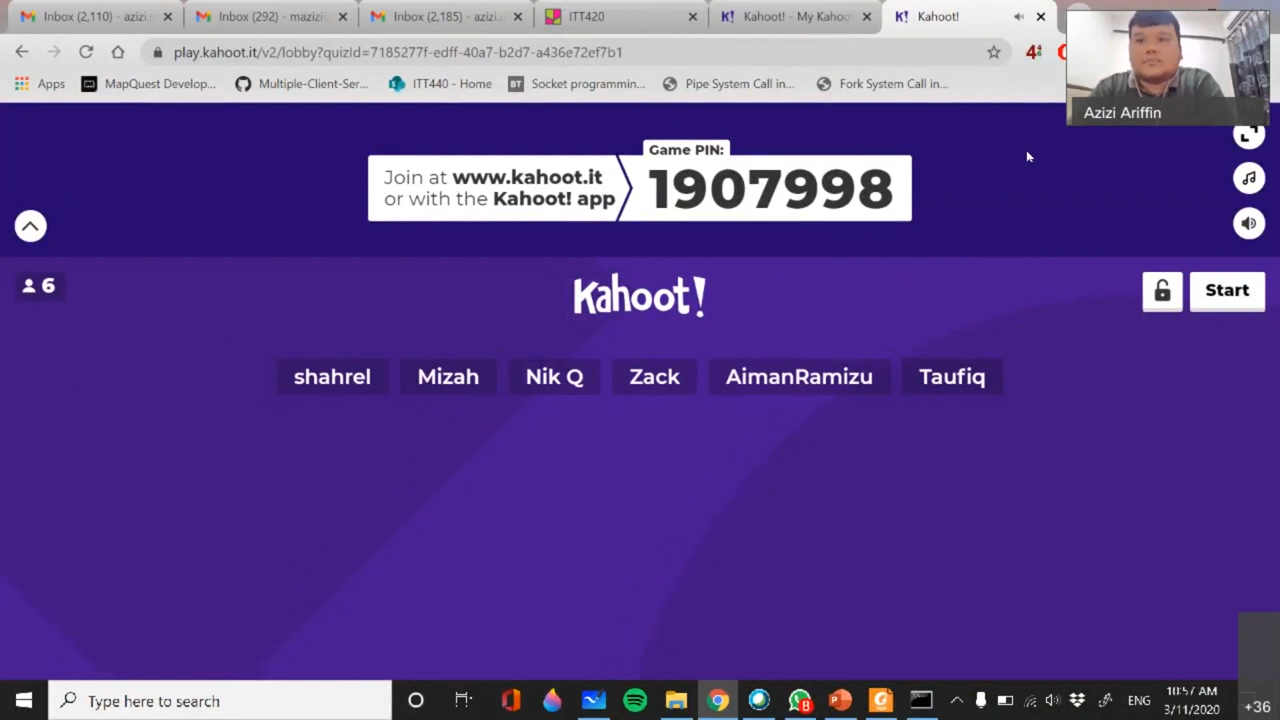 Inbox (2,110) - azizi.
Inbox (292) - mazizi
Inbox (2,185) - azizi.
ITT420
K! Kahoot! - My Kahoo
K! Kahoot!
play.kahoot.it/v2/lobby?quizId=7185277f-edff-40a7-b2d7-a436e72ef7b1
Apps
MapQuest Develop...
Multiple-Client-Ser...
ITT440 - Home
BT Socket programmin...
Pipe System Call in...
Fork System Call in...
Azizi Ariffin
Game PIN:
Join at www.kahoot.it
or with the Kahoot! app
1907998
6
Kahoot!
Start
shahrel
Mizah
Nik Q
Zack
AimanRamizu
Taufiq
Type here to search
8
ENG
10:57 AM
3/11/2020
+36